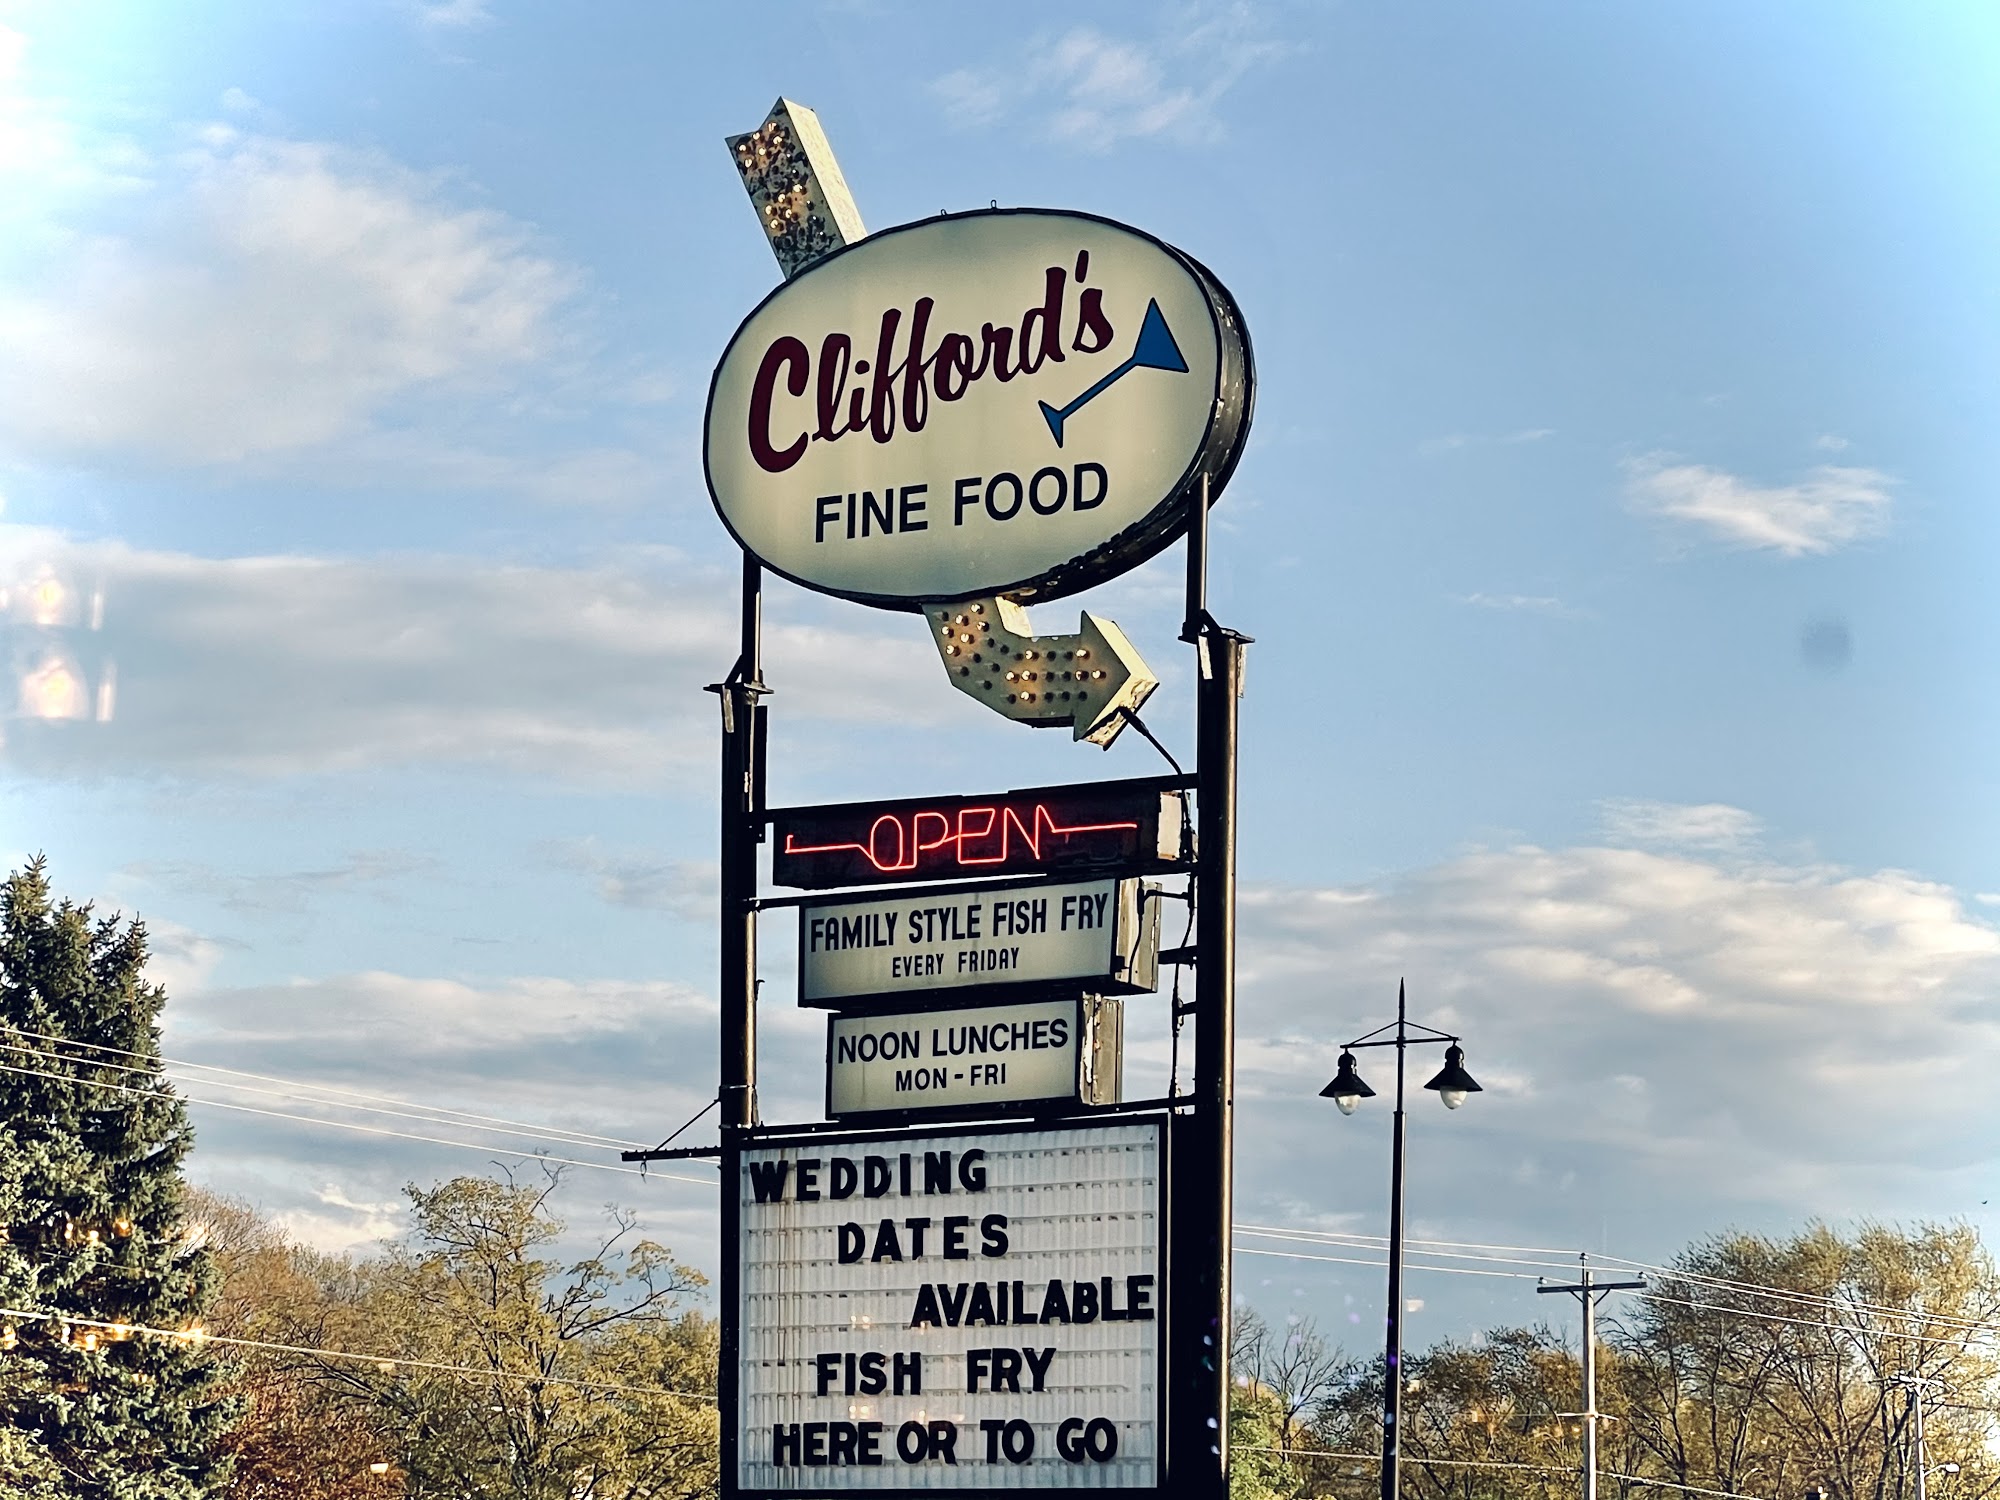 Clifford's
FINE FOOD
OPEN
FAMILY STYLE FISH FRY
EVERY FRIDAY
NOON LUNCHES
MON-FRI
WEDDING
DATES
AVAILABLE
FISH FRY
HERE OR TO GO